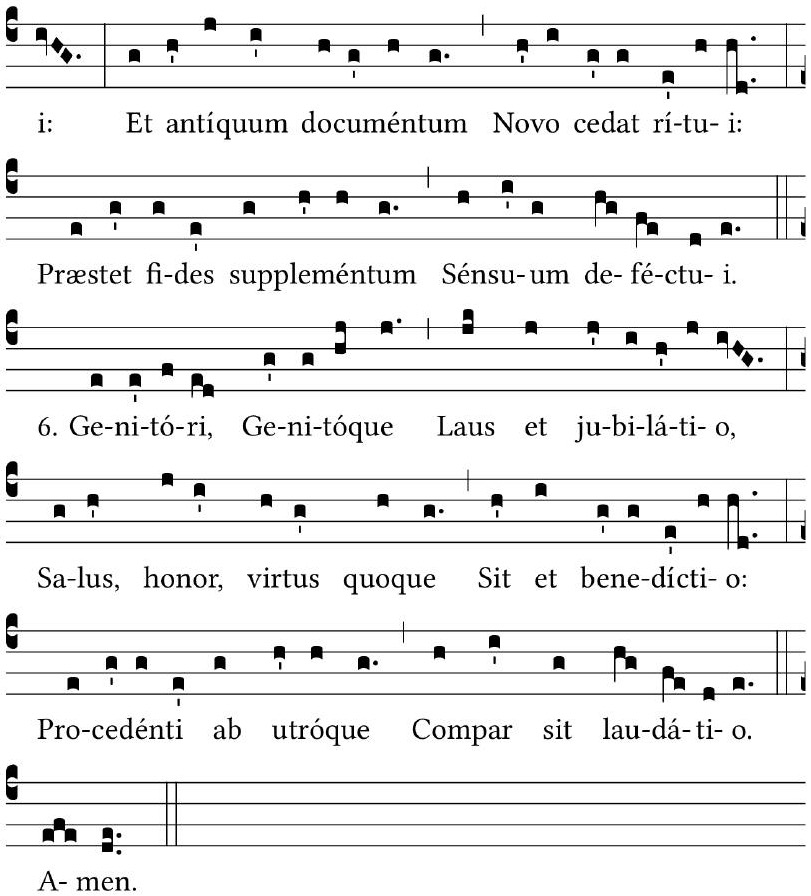 i: Et antíquum documéntum Novo cedat rí-tu- i:
Præstet fi-des suppleméntum Sénsu-um de-fé-ctu- i.
6. Ge-ni-tó-ri, Ge-ni-tóque Laus et ju-bi-lá-ti- o,
Sa-lus, honor, virtus quoque Sit et bene-dícti- o:
Pro-cedénti ab utróque Compar sit lau-dá-ti- o.
A- men.